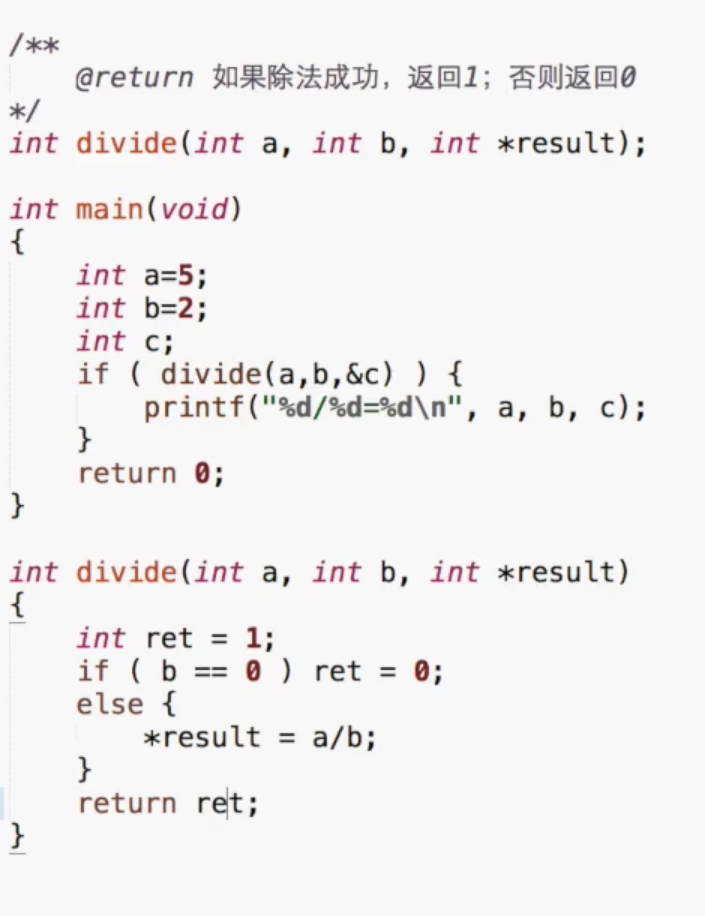 /**
    @return 如果除法成功，返回1；否则返回0
*/
int divide(int a, int b, int *result);
int main(void)
{
    int a=5;
    int b=2;
    int c;
    if ( divide(a,b,&c) ) {
        printf("%d/%d=%d\n", a, b, c);
    }
    return 0;
}
int divide(int a, int b, int *result)
{
    int ret = 1;
    if ( b == 0 ) ret = 0;
    else {
        *result = a/b;
    }
    return ret;
}